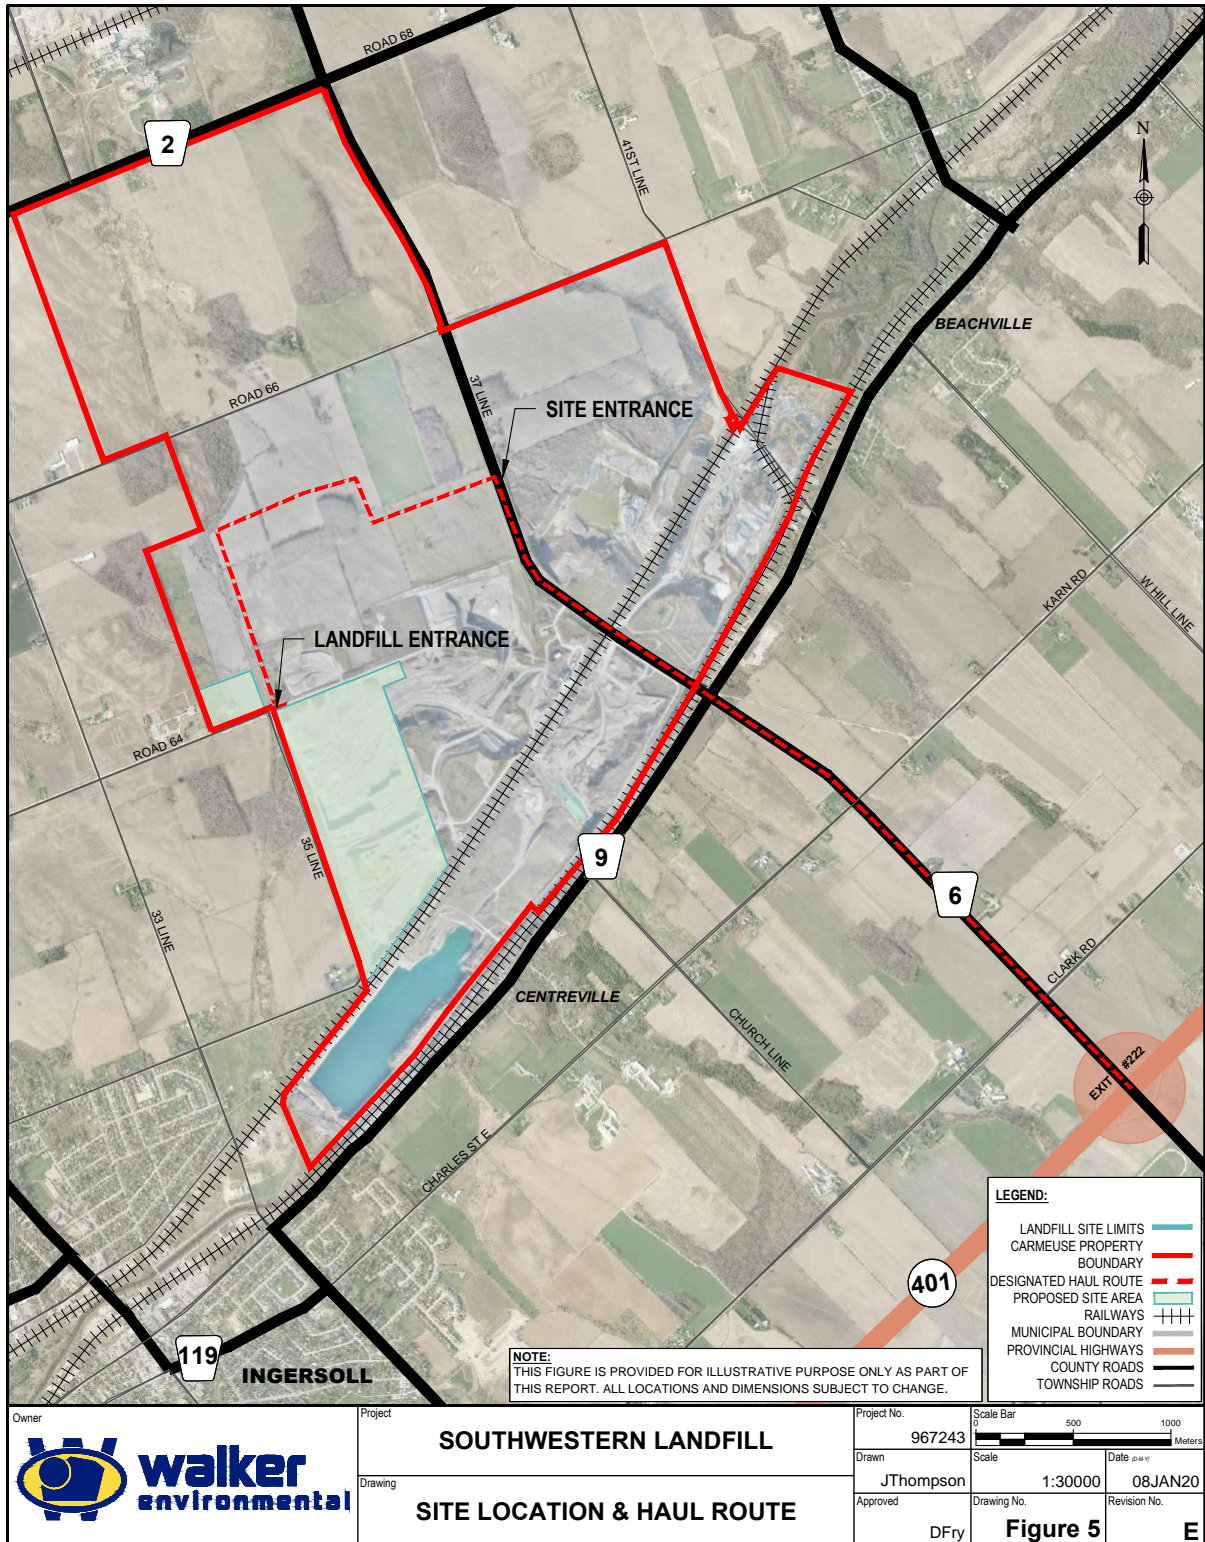 ROAD 68
2
41ST LINE
N
BEACHVILLE
ROAD 66
37 LINE
SITE ENTRANCE
KARN RD
W HILL LINE
LANDFILL ENTRANCE
ROAD 64
35 LINE
33 LINE
9
6
CLARK RD
CENTREVILLE
CHURCH LINE
EXIT #222
CHARLES ST E
401
119
INGERSOLL
LEGEND:
LANDFILL SITE LIMITS
CARMEUSE PROPERTY
BOUNDARY
DESIGNATED HAUL ROUTE
PROPOSED SITE AREA
RAILWAYS
MUNICIPAL BOUNDARY
PROVINCIAL HIGHWAYS
COUNTY ROADS
TOWNSHIP ROADS
NOTE:
THIS FIGURE IS PROVIDED FOR ILLUSTRATIVE PURPOSE ONLY AS PART OF
THIS REPORT. ALL LOCATIONS AND DIMENSIONS SUBJECT TO CHANGE.
Owner
walker
environmental
Project
SOUTHWESTERN LANDFILL
Drawing
SITE LOCATION & HAUL ROUTE
Project No.
967243
Scale Bar
0 500 1000
Meters
Drawn
JThompson
Scale
1:30000
Date (D-M-Y)
08JAN20
Approved
DFry
Drawing No.
Figure 5
Revision No.
E